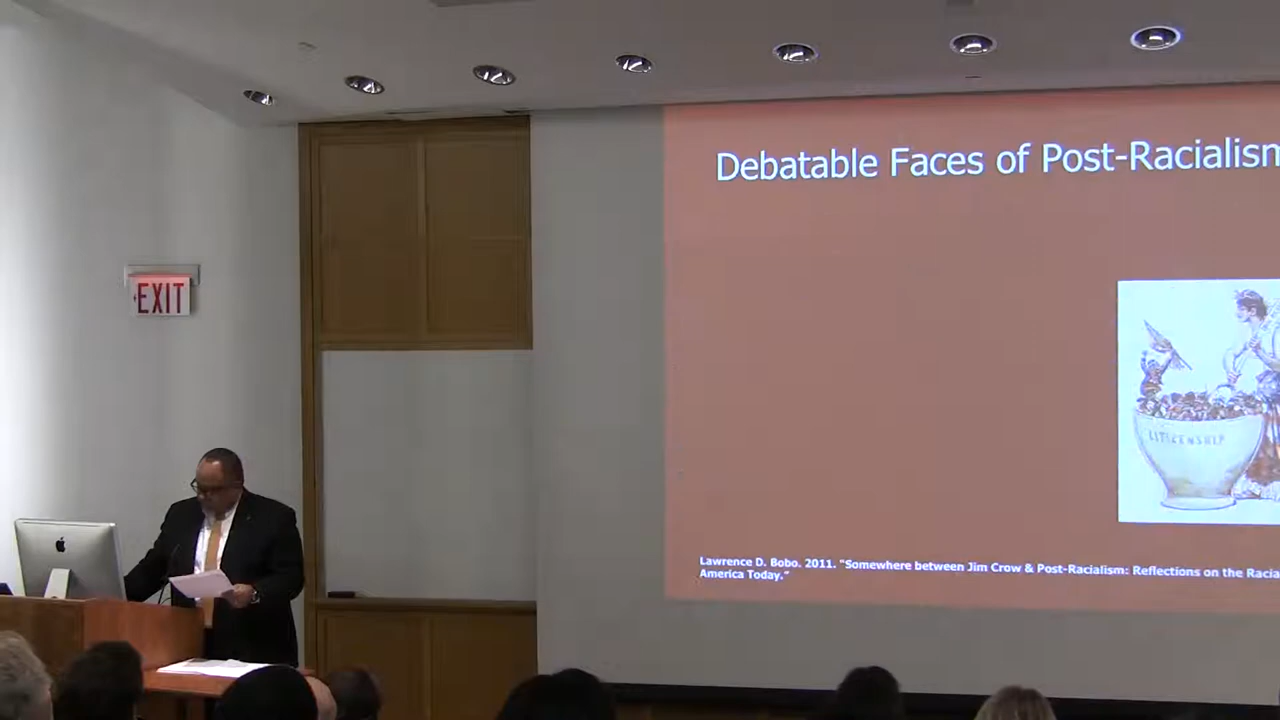 Debatable Faces of Post-Racialism
EXIT
CITIZENSHIP
Lawrence D. Bobo. 2011. "Somewhere between Jim Crow & Post-Racialism: Reflections on the Racia
America Today."